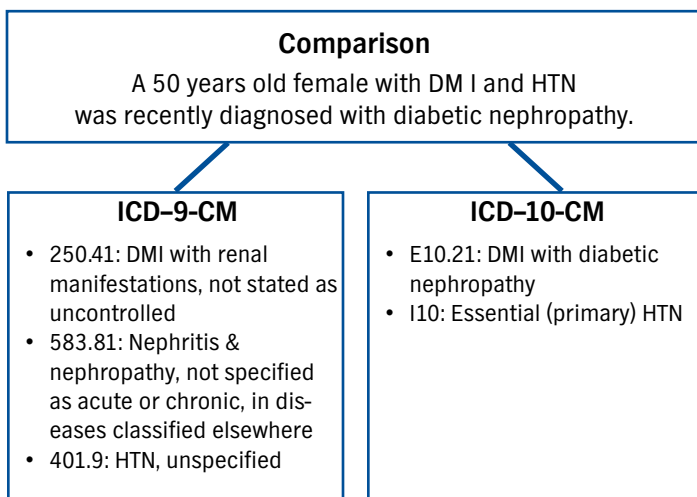 Comparison
A 50 years old female with DM I and HTN
was recently diagnosed with diabetic nephropathy.
ICD–9-CM
• 250.41: DMI with renal
manifestations, not stated as
uncontrolled
• 583.81: Nephritis &
nephropathy, not specified
as acute or chronic, in dis-
eases classified elsewhere
• 401.9: HTN, unspecified
ICD–10-CM
• E10.21: DMI with diabetic
nephropathy
• I10: Essential (primary) HTN